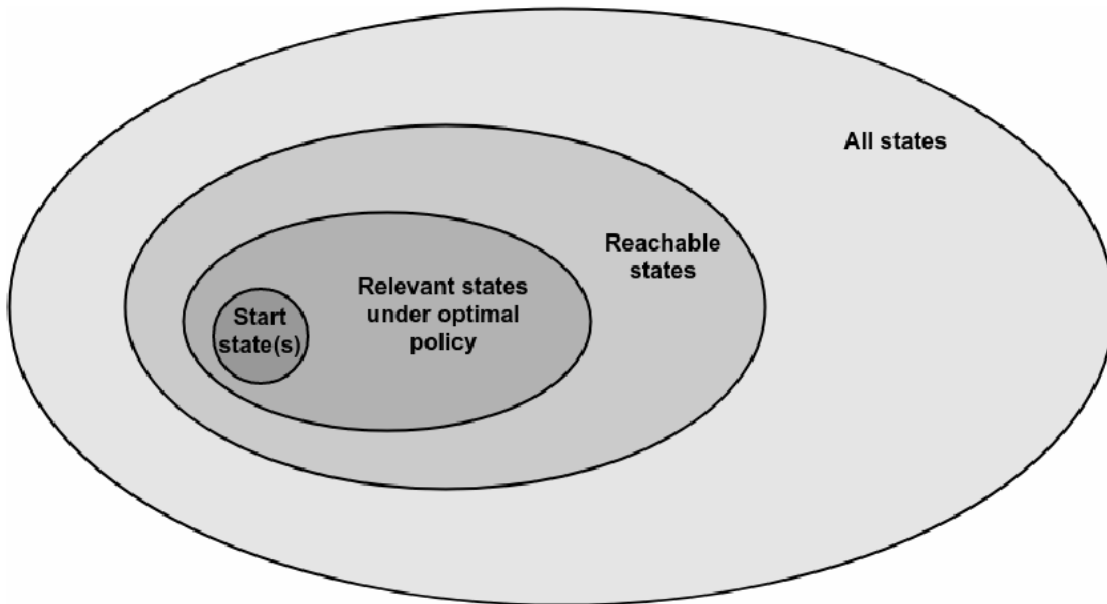 All states
Reachable
states
Relevant states
under optimal
policy
Start
state(s)